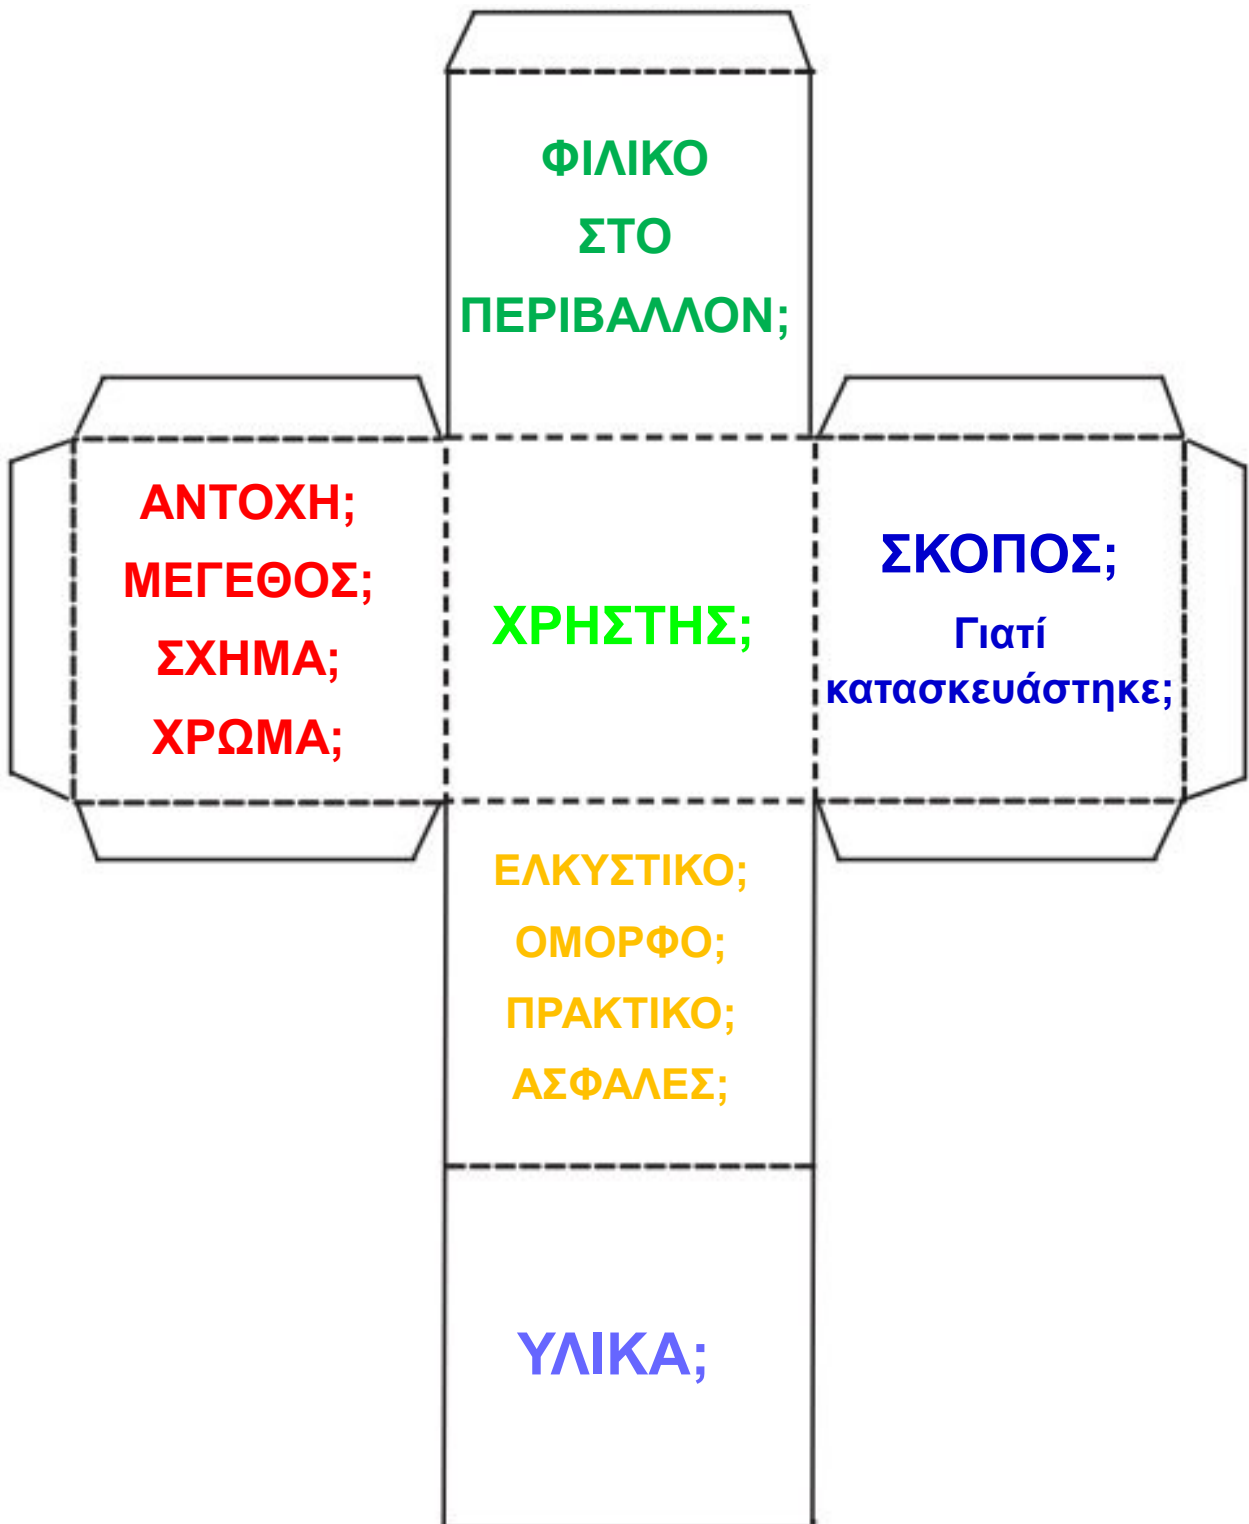 ΦΙΛΙΚΟ
ΣΤΟ
ΠΕΡΙΒΑΛΛΟΝ;
ΑΝΤΟΧΗ;
ΜΕΓΕΘΟΣ;
ΣΧΗΜΑ;
ΧΡΩΜΑ;
ΧΡΗΣΤΗΣ;
ΣΚΟΠΟΣ;
Γιατί
κατασκευάστηκε;
ΕΛΚΥΣΤΙΚΟ;
ΟΜΟΡΦΟ;
ΠΡΑΚΤΙΚΟ;
ΑΣΦΑΛΕΣ;
ΥΛΙΚΑ;